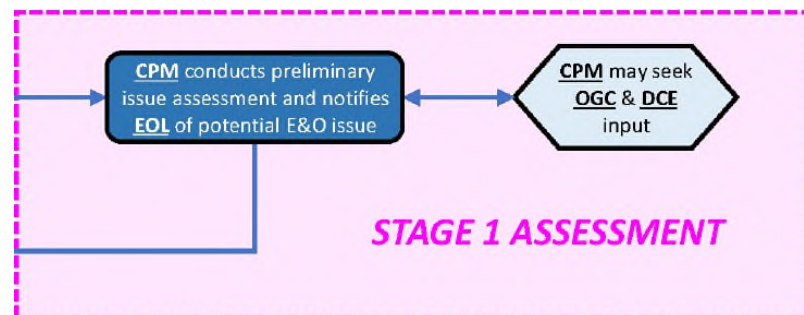 CPM conducts preliminary
issue assessment and notifies
EOL of potential E&O issue
CPM may seek
OGC & DCE
input
STAGE 1 ASSESSMENT